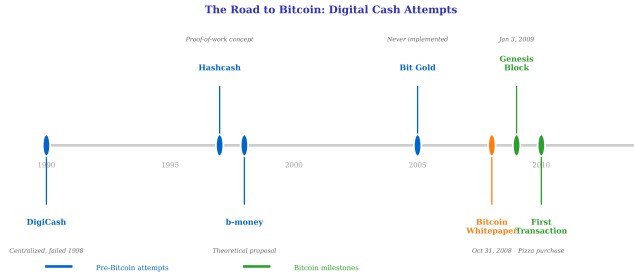 The Road to Bitcoin: Digital Cash Attempts
Proof-of-work concept
Never implemented
Jan 3, 2009
Hashcash
Bit Gold
Genesis
Block
1990
1995
2000
2005
2010
DigiCash
b-money
Bitcoin
Whitepaper
First
Transaction
Centralized, failed 1998
Theoretical proposal
Oct 31, 2008
Pizza purchase
Pre-Bitcoin attempts
Bitcoin milestones